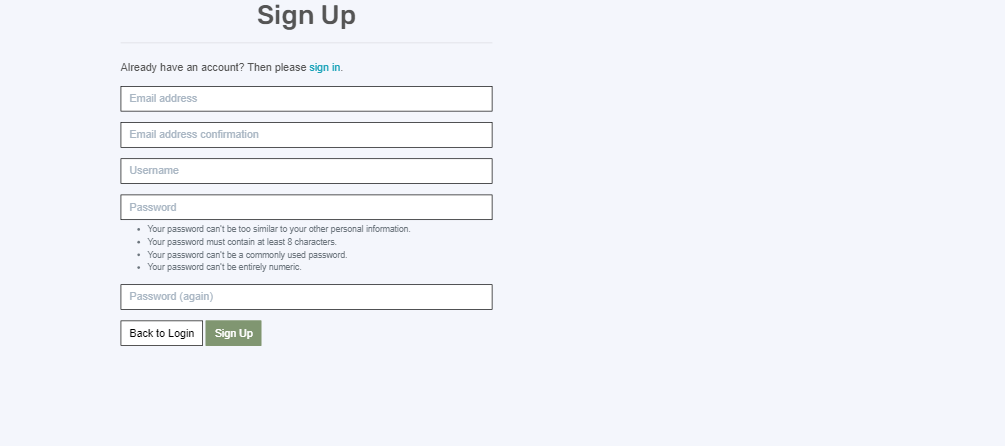 Sign Up
Already have an account? Then please sign in.
Email address
Email address confirmation
Username
Password
• Your password can't be too similar to your other personal information.
• Your password must contain at least 8 characters.
• Your password can't be a commonly used password.
• Your password can't be entirely numeric.
Password (again)
Back to Login Sign Up